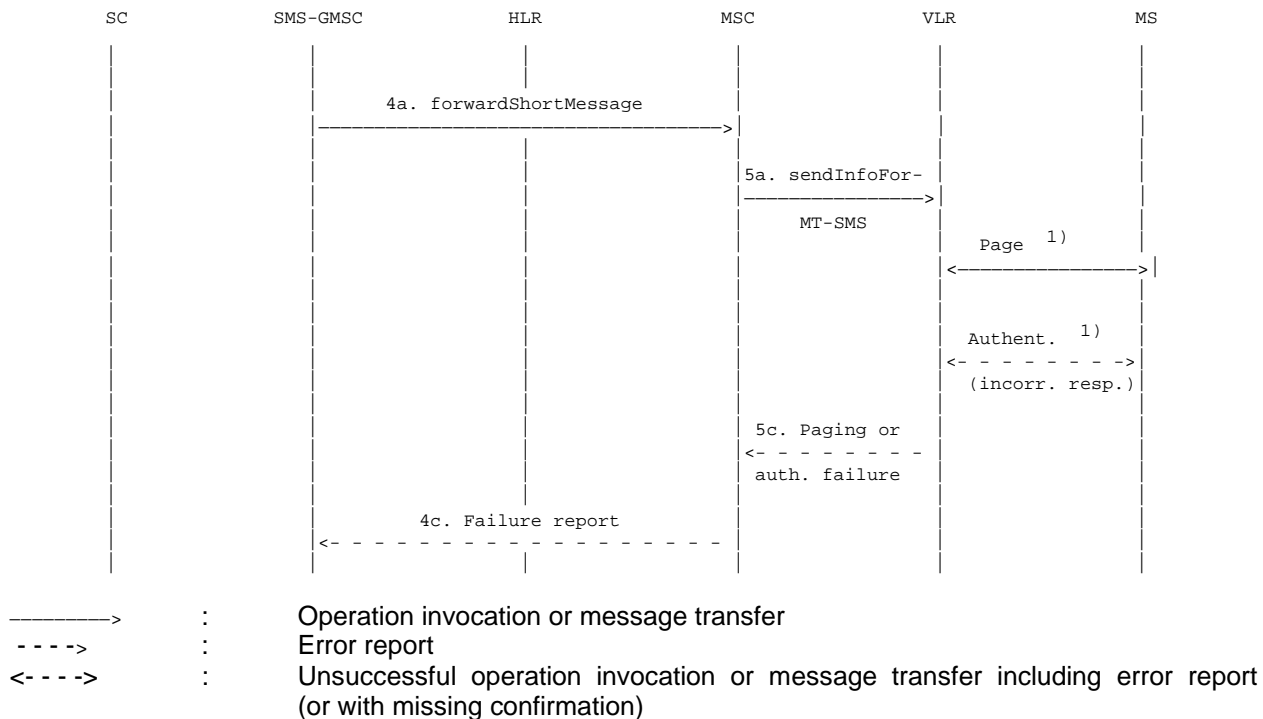 SC SMS-GMSC HLR MSC VLR MS
4a. forwardShortMessage
5a. sendInfoFor-
MT-SMS
Page 1)
Authent. 1)
(incorr. resp.)
5c. Paging or
auth. failure
4c. Failure report
: Operation invocation or message transfer
: Error report
: Unsuccessful operation invocation or message transfer including error report
(or with missing confirmation)